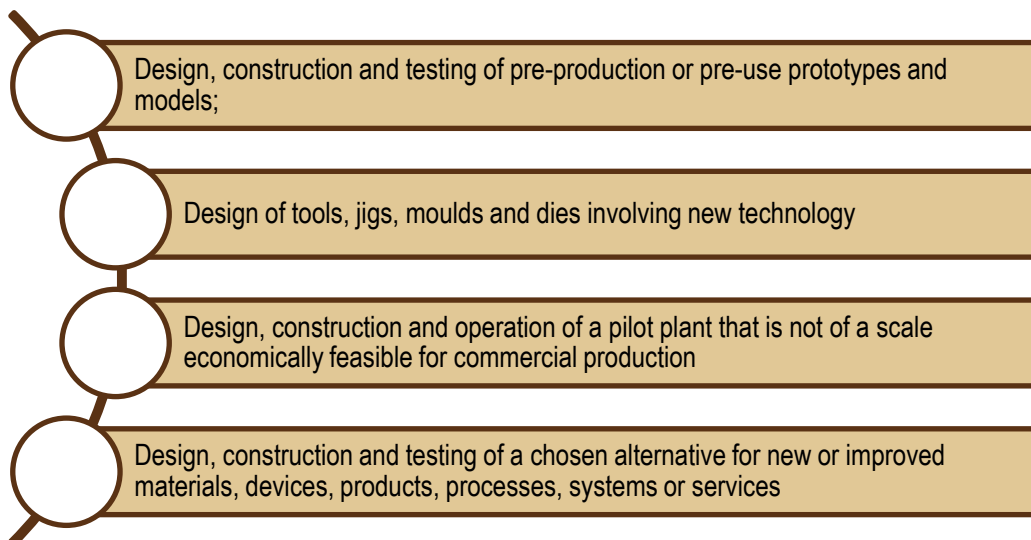 Design, construction and testing of pre-production or pre-use prototypes and
models;
Design of tools, jigs, moulds and dies involving new technology
Design, construction and operation of a pilot plant that is not of a scale
economically feasible for commercial production
Design, construction and testing of a chosen alternative for new or improved
materials, devices, products, processes, systems or services